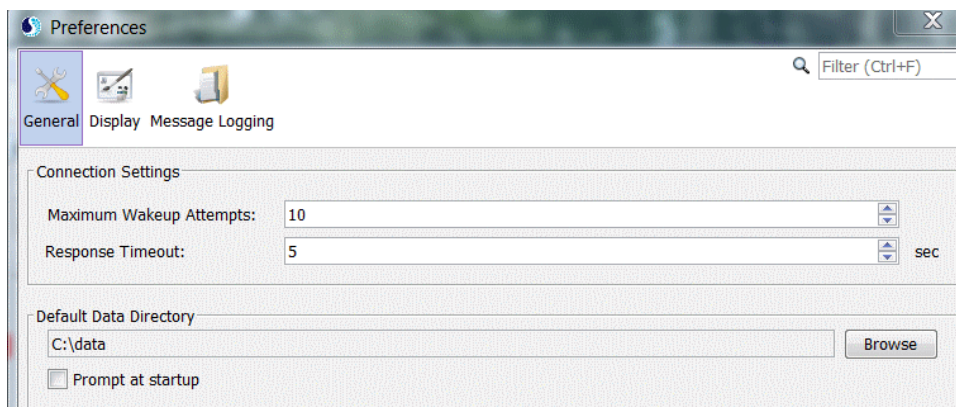 Preferences
Filter (Ctrl+F)
General Display Message Logging
Connection Settings
Maximum Wakeup Attempts: 10
Response Timeout: 5 sec
Default Data Directory
C:\data Browse
Prompt at startup